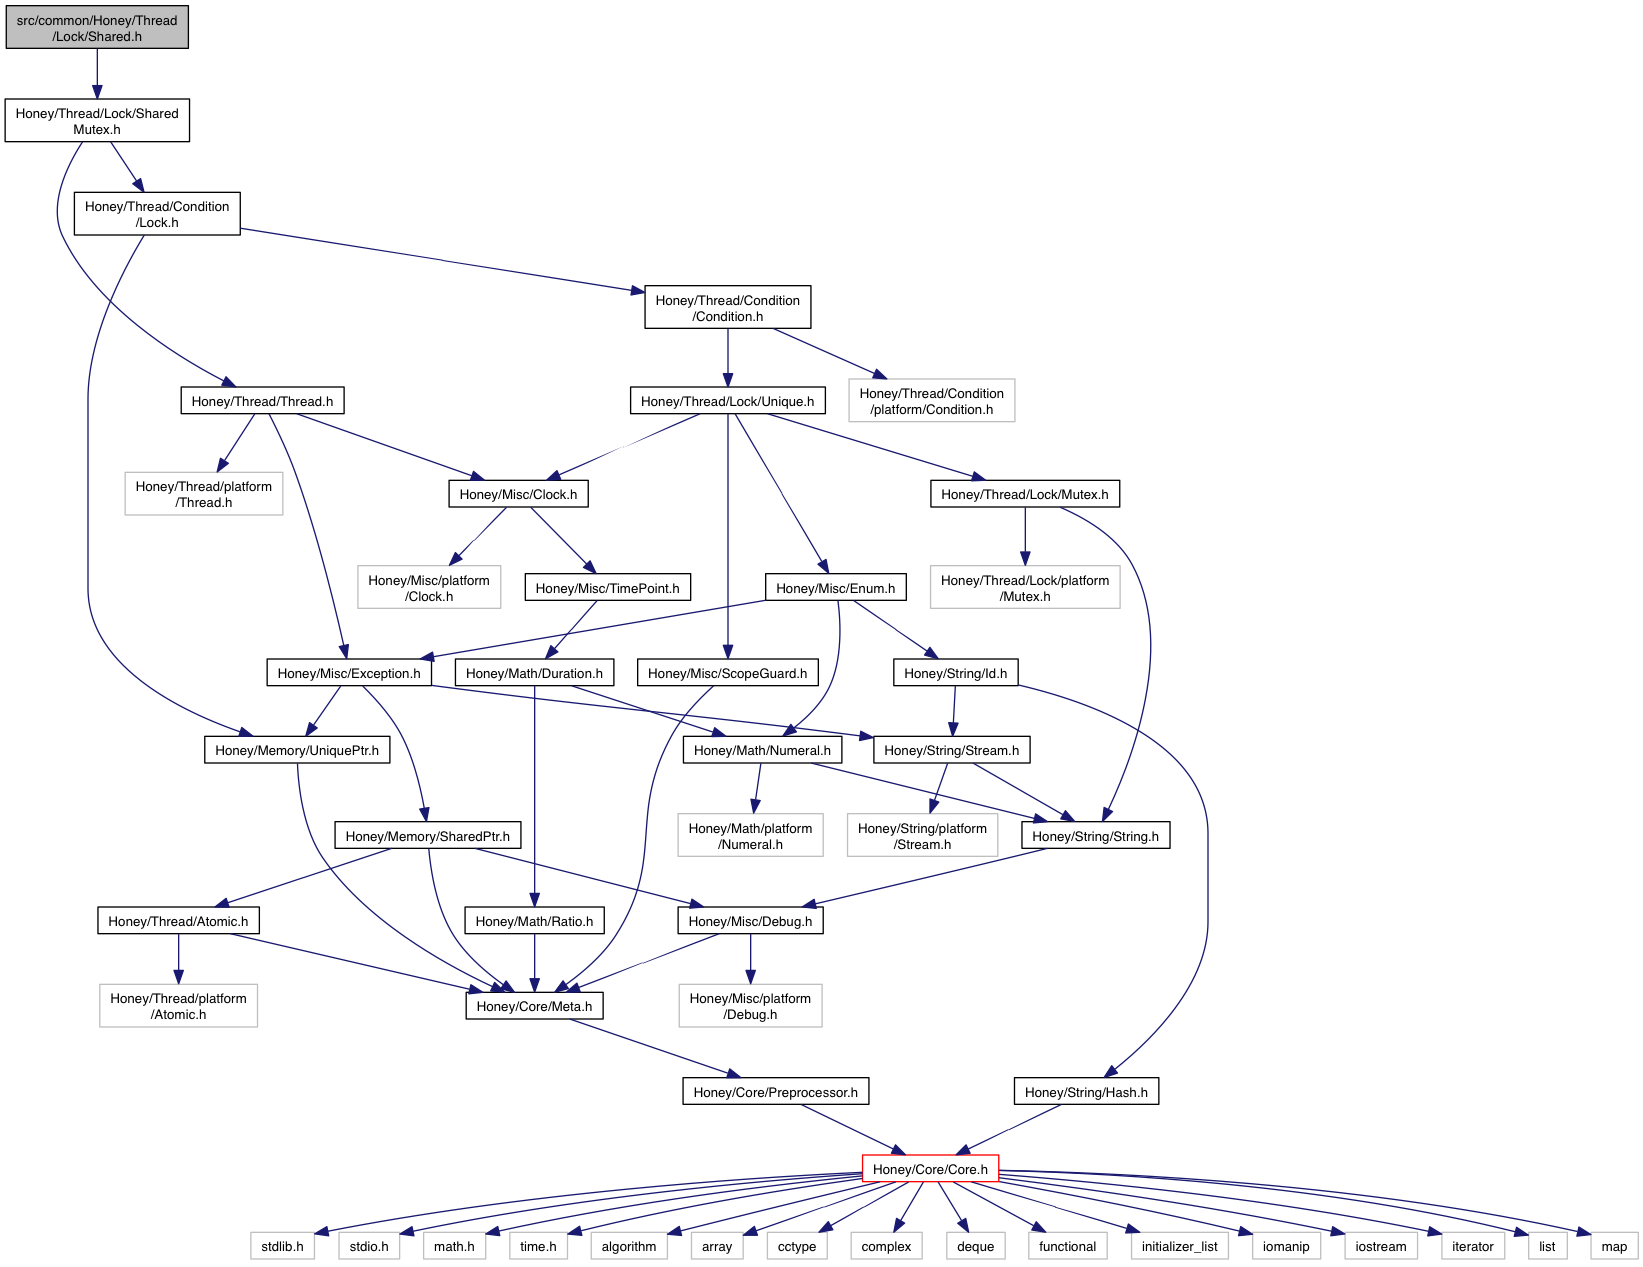 src/common/Honey/Thread
/Lock/Shared.h
Honey/Thread/Lock/Shared
Mutex.h
Honey/Thread/Condition
/Lock.h
Honey/Thread/Condition
/Condition.h
Honey/Thread/Thread.h
Honey/Thread/Lock/Unique.h
Honey/Thread/Condition
/platform/Condition.h
Honey/Thread/platform
/Thread.h
Honey/Misc/Clock.h
Honey/Thread/Lock/Mutex.h
Honey/Misc/platform
/Clock.h
Honey/Misc/TimePoint.h
Honey/Misc/Enum.h
Honey/Thread/Lock/platform
/Mutex.h
Honey/Misc/Exception.h
Honey/Math/Duration.h
Honey/Misc/ScopeGuard.h
Honey/String/Id.h
Honey/Memory/UniquePtr.h
Honey/Math/Numeral.h
Honey/String/Stream.h
Honey/Memory/SharedPtr.h
Honey/Math/platform
/Numeral.h
Honey/String/platform
/Stream.h
Honey/String/String.h
Honey/Thread/Atomic.h
Honey/Math/Ratio.h
Honey/Misc/Debug.h
Honey/Thread/platform
/Atomic.h
Honey/Core/Meta.h
Honey/Misc/platform
/Debug.h
Honey/Core/Preprocessor.h
Honey/String/Hash.h
Honey/Core/Core.h
stdlib.h
stdio.h
math.h
time.h
algorithm
array
cctype
complex
deque
functional
initializer_list
iomanip
iostream
iterator
list
map